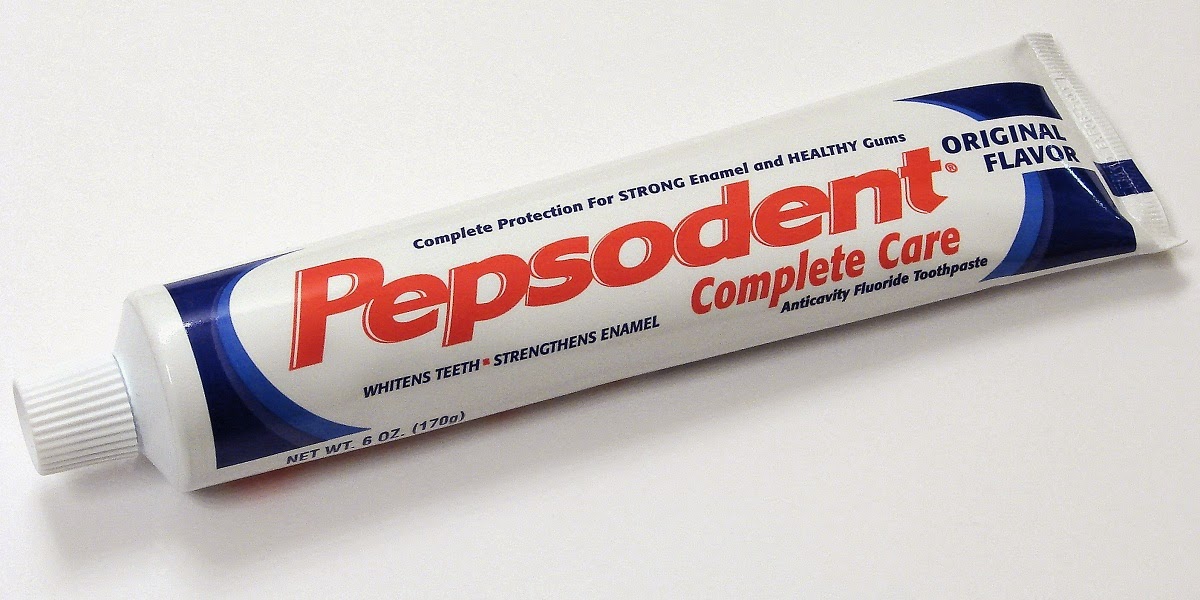 Complete Protection For STRONG Enamel and HEALTHY Gums
Pepsodent®
Complete Care
Anticavity Fluoride Toothpaste
WHITENS TEETH ▪ STRENGTHENS ENAMEL
NET WT. 6 OZ. (170g)
ORIGINAL
FLAVOR